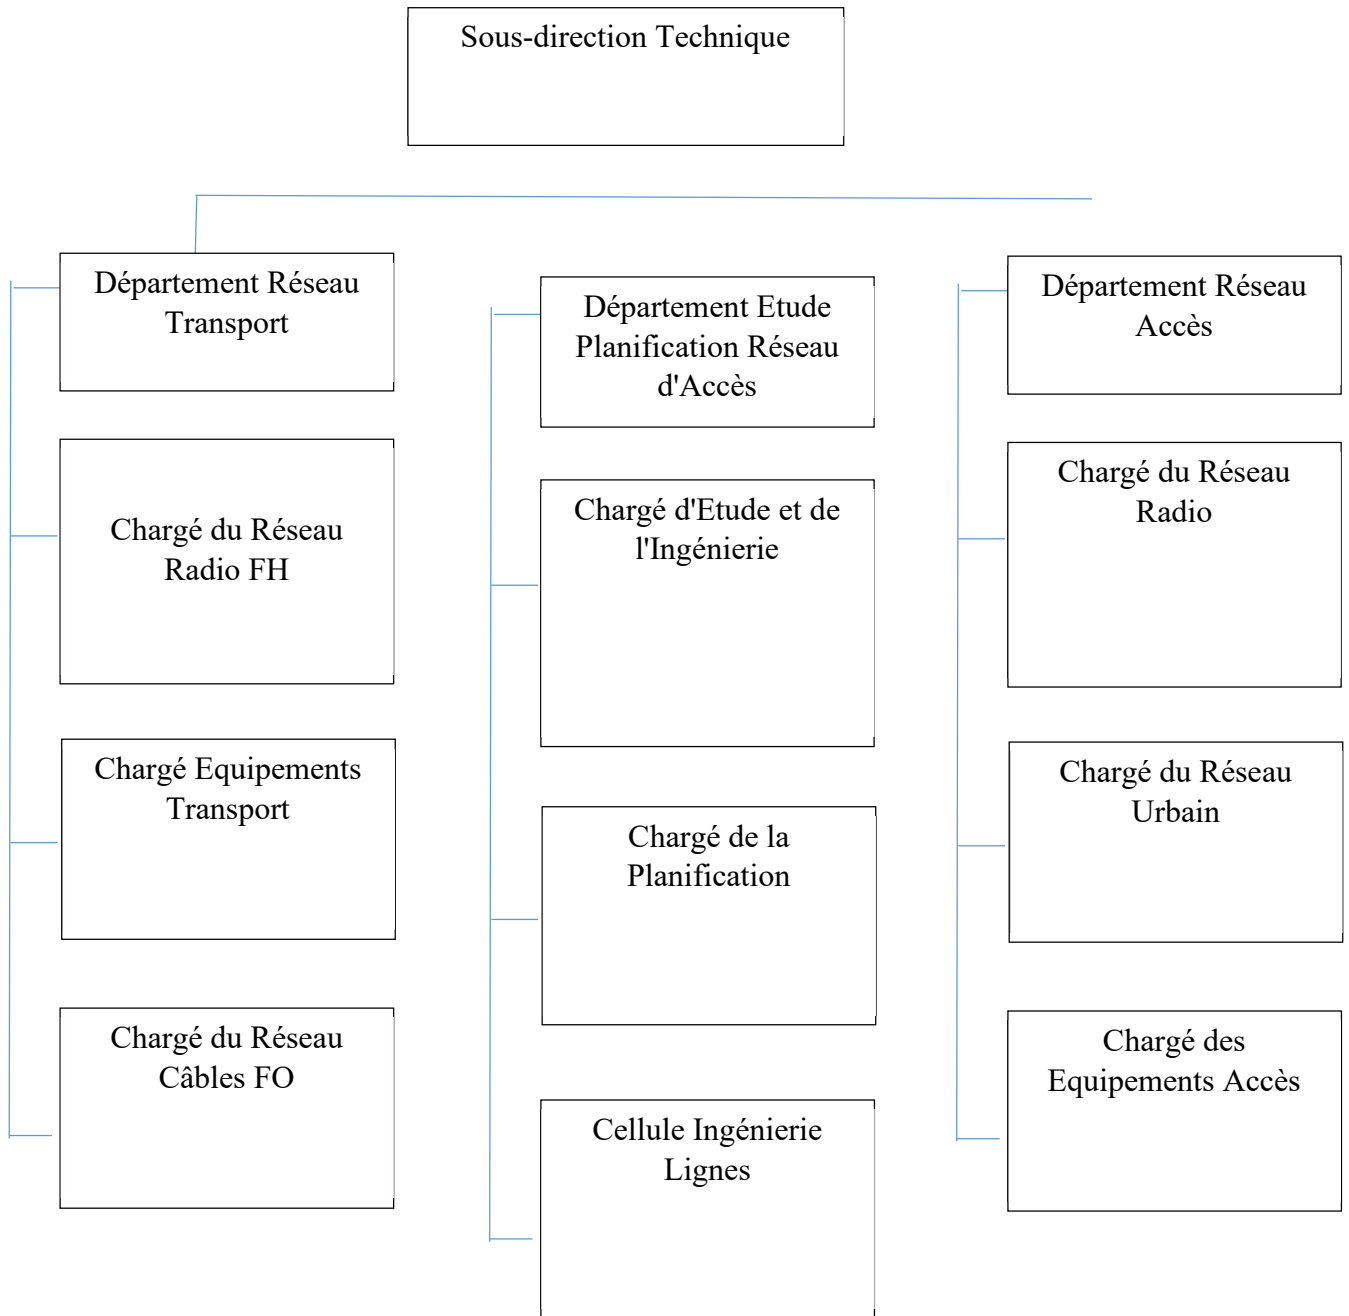 Sous-direction Technique
Département Réseau
Transport
Chargé du Réseau
Radio FH
Chargé Equipements
Transport
Chargé du Réseau
Câbles FO
Département Etude
Planification Réseau
d'Accès
Chargé d'Etude et de
l'Ingénierie
Chargé de la
Planification
Cellule Ingénierie
Lignes
Département Réseau
Accès
Chargé du Réseau
Radio
Chargé du Réseau
Urbain
Chargé des
Equipements Accès